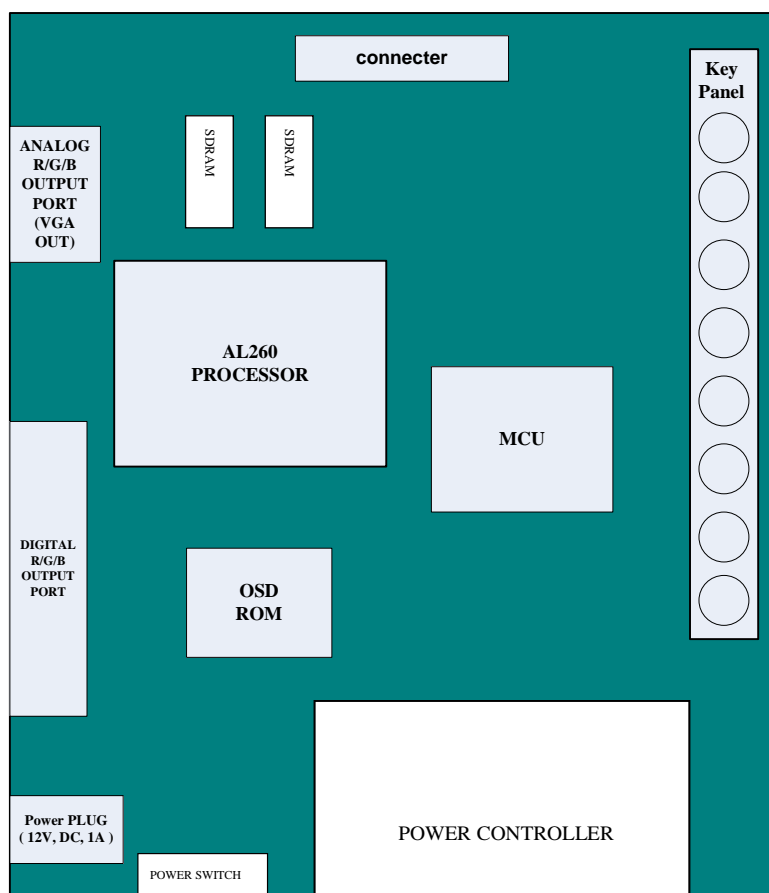 connecter
Key
Panel
ANALOG
R/G/B
OUTPUT
PORT
(VGA
OUT)
SDRAM
SDRAM
AL260
PROCESSOR
MCU
DIGITAL
R/G/B
OUTPUT
PORT
OSD
ROM
Power PLUG
( 12V, DC, 1A )
POWER CONTROLLER
POWER SWITCH